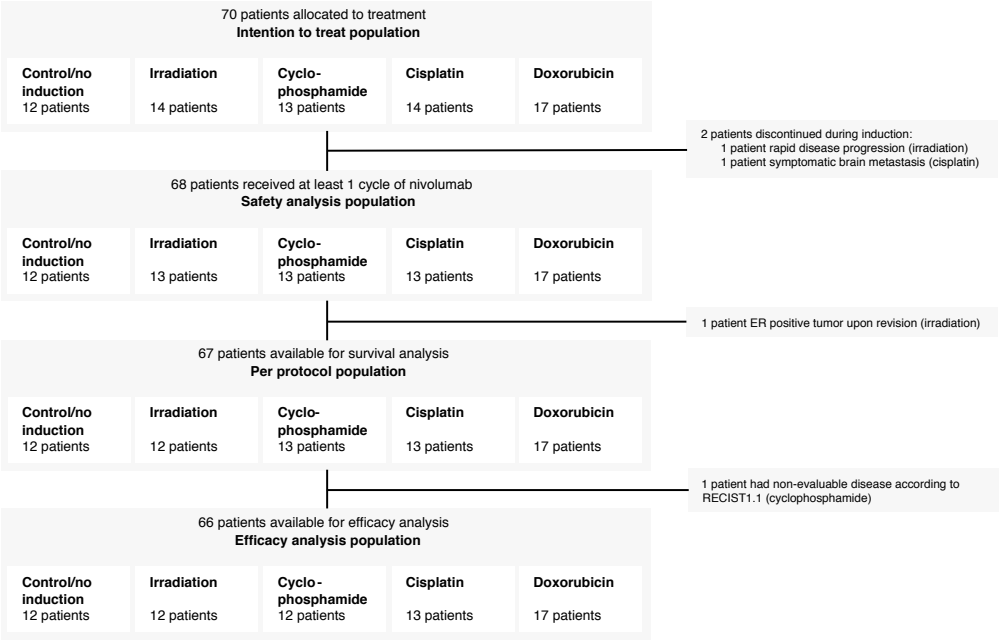 70 patients allocated to treatment
Intention to treat population
Control/no
induction
12 patients
Irradiation
14 patients
Cyclo-
phosphamide
13 patients
Cisplatin
14 patients
Doxorubicin
17 patients
2 patients discontinued during induction:
1 patient rapid disease progression (irradiation)
1 patient symptomatic brain metastasis (cisplatin)
68 patients received at least 1 cycle of nivolumab
Safety analysis population
Control/no
induction
12 patients
Irradiation
13 patients
Cyclo-
phosphamide
13 patients
Cisplatin
13 patients
Doxorubicin
17 patients
1 patient ER positive tumor upon revision (irradiation)
67 patients available for survival analysis
Per protocol population
Control/no
induction
12 patients
Irradiation
12 patients
Cyclo-
phosphamide
13 patients
Cisplatin
13 patients
Doxorubicin
17 patients
1 patient had non-evaluable disease according to
RECIST1.1 (cyclophosphamide)
66 patients available for efficacy analysis
Efficacy analysis population
Control/no
induction
12 patients
Irradiation
12 patients
Cyclo-
phosphamide
12 patients
Cisplatin
13 patients
Doxorubicin
17 patients